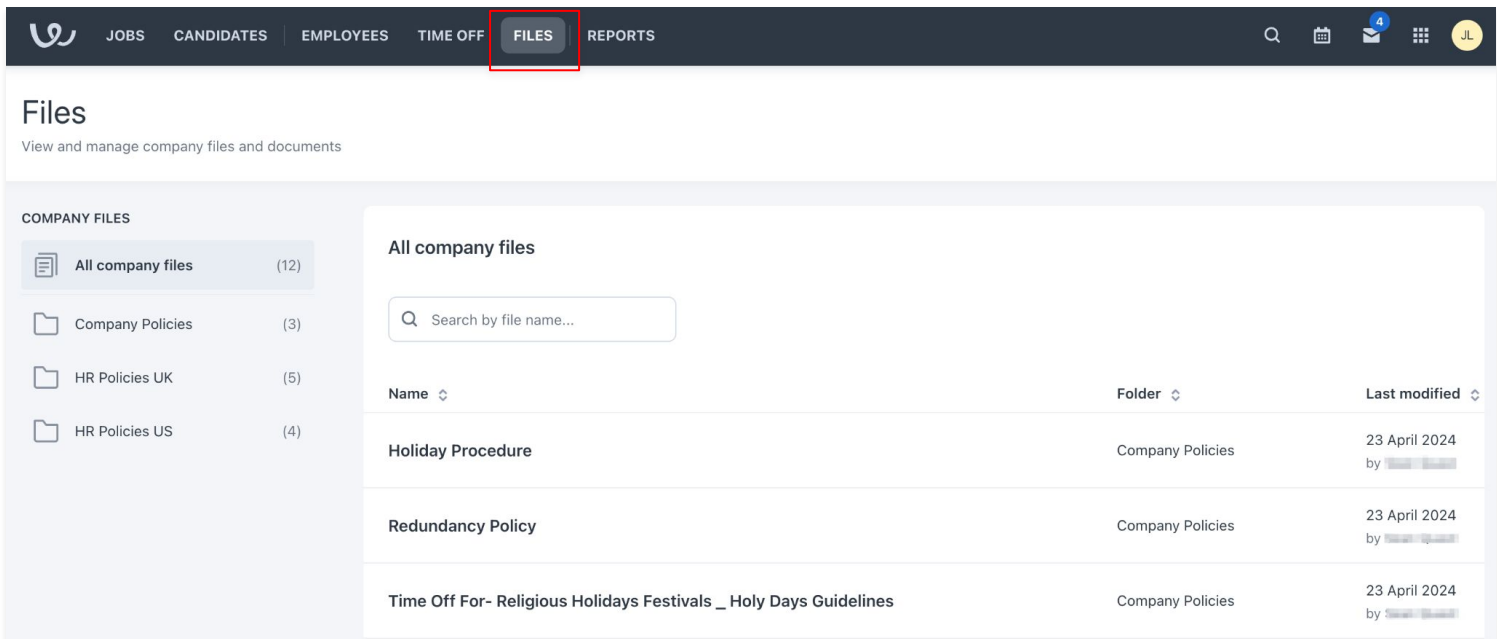 JOBS CANDIDATES EMPLOYEES TIME OFF FILES REPORTS 4 JL
Files
View and manage company files and documents
COMPANY FILES
All company files (12)
Company Policies (3)
HR Policies UK (5)
HR Policies US (4)
All company files
Search by file name...
Name Folder Last modified
Holiday Procedure Company Policies 23 April 2024
by
Redundancy Policy Company Policies 23 April 2024
by
Time Off For- Religious Holidays Festivals _ Holy Days Guidelines Company Policies 23 April 2024
by